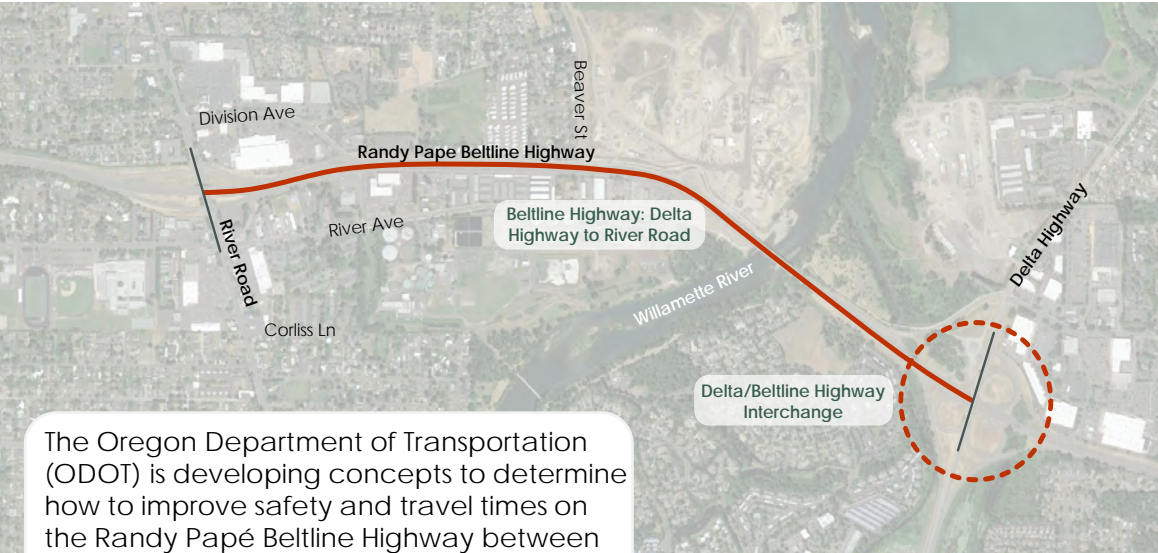 Beaver St
Division Ave
Randy Pape Beltline Highway
River Ave
Beltline Highway: Delta
Highway to River Road
River Road
Delta Highway
Willamette River
Corliss Ln
Delta/Beltline Highway
Interchange
The Oregon Department of Transportation
(ODOT) is developing concepts to determine
how to improve safety and travel times on
the Randy Papé Beltline Highway between